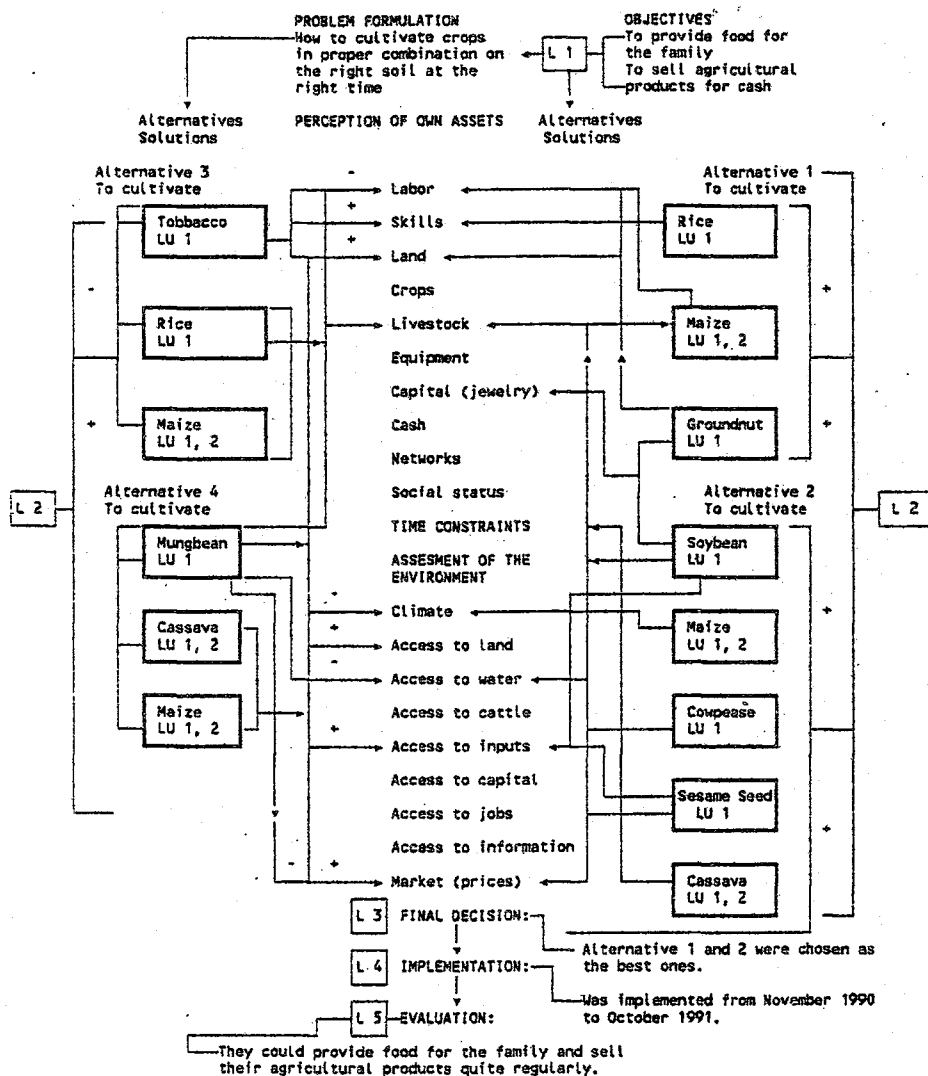 PROBLEM FORMULATION
How to cultivate crops
in proper combination on
the right soil at the
right time
L 1
OBJECTIVES
To provide food for
the family
To sell agricultural
products for cash
Alternatives
Solutions
PERCEPTION OF OWN ASSETS
Alternatives
Solutions
Alternative 3
To cultivate
Tobbacco
LU 1
Rice
LU 1
Maize
LU 1, 2
-
+
L 2
Alternative 4
To cultivate
Mungbean
LU 1
Cassava
LU 1, 2
Maize
LU 1, 2
-
Labor
+
Skills
+
Land
Crops
Livestock
Equipment
Capital (jewelry)
Cash
Networks
Social status
TIME CONSTRAINTS
ASSESMENT OF THE
ENVIRONMENT
-
Climate
+
Access to land
-
Access to water
Access to cattle
+
Access to inputs
Access to capital
Access to jobs
Access to information
- +
Market (prices)
Alternative 1
To cultivate
Rice
LU 1
+
Maize
LU 1, 2
+
Groundnut
LU 1
Alternative 2
To cultivate
L 2
Soybean
LU 1
+
Maize
LU 1, 2
Cowpease
LU 1
Sesame Seed
LU 1
+
Cassava
LU 1, 2
L 3 FINAL DECISION:
Alternative 1 and 2 were chosen as
the best ones.
L 4 IMPLEMENTATION:
Was implemented from November 1990
to October 1991.
L 5 EVALUATION:
They could provide food for the family and sell
their agricultural products quite regularly.